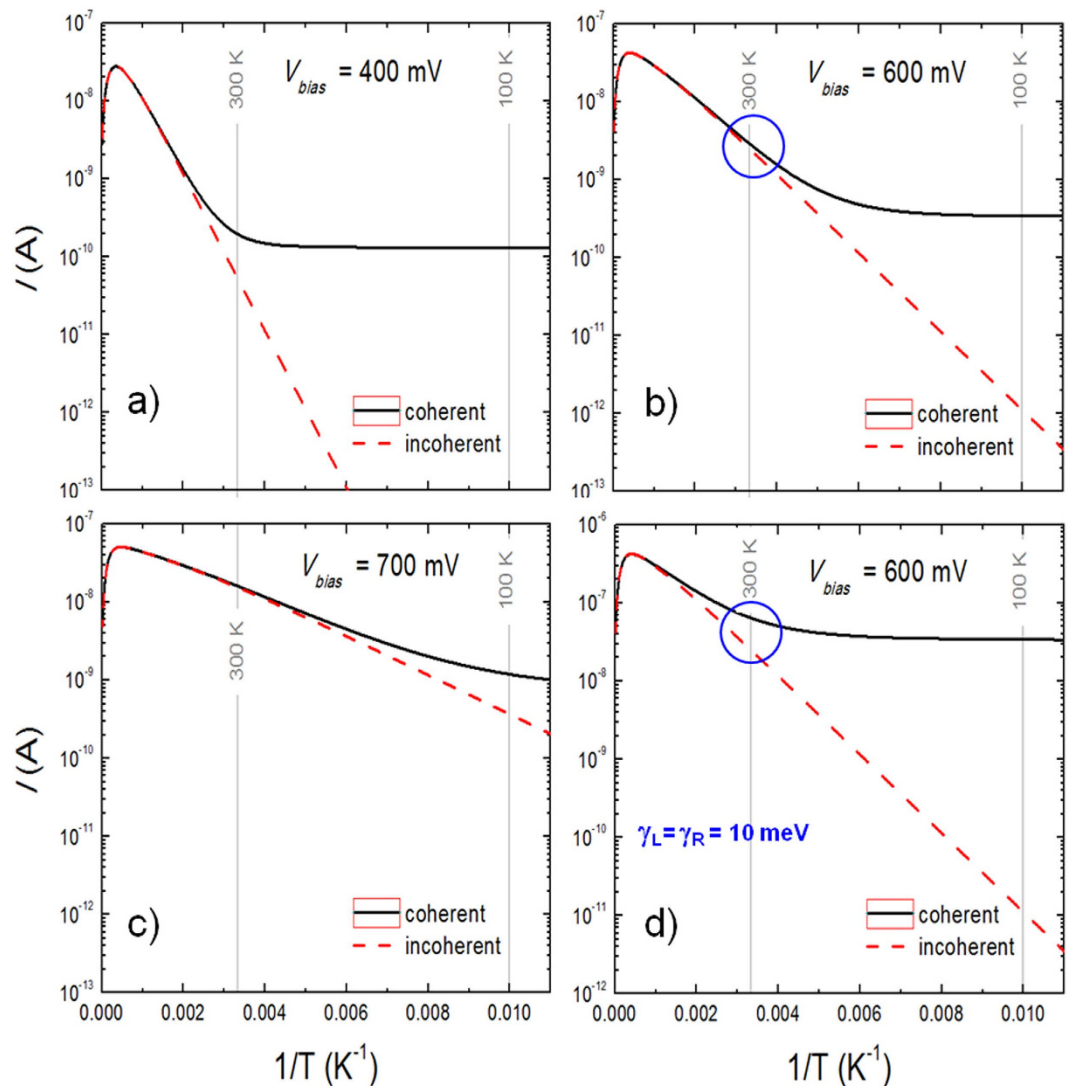 10⁻⁷
10⁻⁸
10⁻⁹
10⁻¹⁰
10⁻¹¹
10⁻¹²
10⁻¹³
I (A)
V_bias = 400 mV
300 K
100 K
a)
coherent
incoherent
10⁻⁷
10⁻⁸
10⁻⁹
10⁻¹⁰
10⁻¹¹
10⁻¹²
10⁻¹³
V_bias = 600 mV
300 K
100 K
b)
coherent
incoherent
10⁻⁷
10⁻⁸
10⁻⁹
10⁻¹⁰
10⁻¹¹
10⁻¹²
10⁻¹³
I (A)
V_bias = 700 mV
300 K
100 K
c)
coherent
incoherent
0.000 0.002 0.004 0.006 0.008 0.010
1/T (K⁻¹)
10⁻⁶
10⁻⁷
10⁻⁸
10⁻⁹
10⁻¹⁰
10⁻¹¹
10⁻¹²
V_bias = 600 mV
300 K
100 K
γL = γR = 10 meV
d)
coherent
incoherent
0.000 0.002 0.004 0.006 0.008 0.010
1/T (K⁻¹)